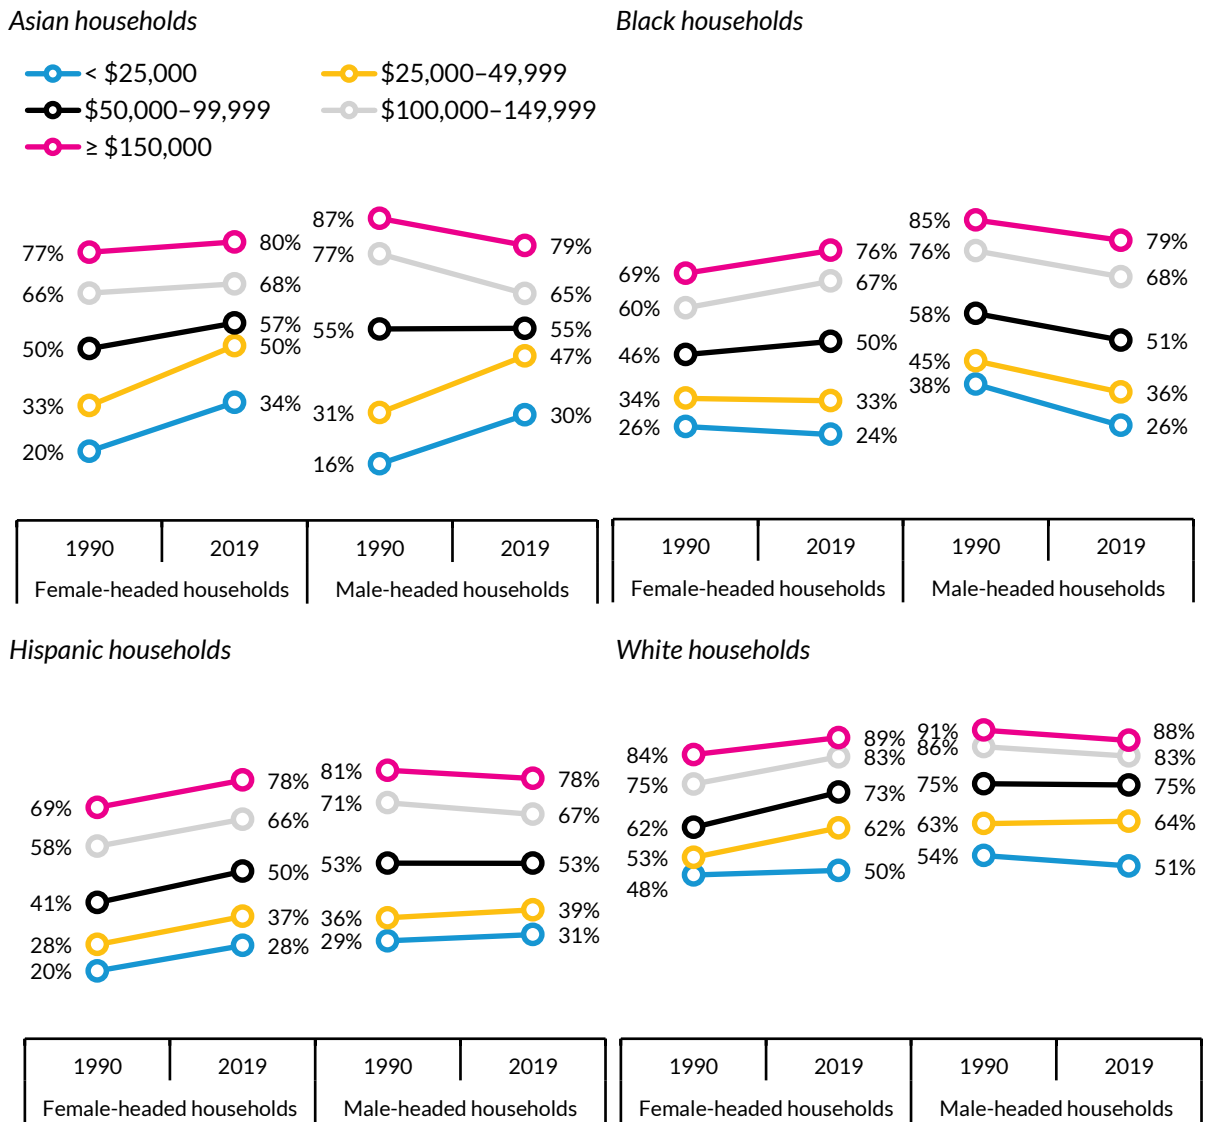 Asian households
< $25,000 $25,000–49,999
$50,000–99,999 $100,000–149,999
≥ $150,000
77% 80% 87% 79%
66% 68% 77% 65%
50% 57% 55% 55%
33% 50% 31% 47%
20% 34% 16% 30%
1990 2019 1990 2019
Female-headed households Male-headed households
Black households
69% 76% 85% 79%
60% 67% 76% 68%
46% 50% 58% 51%
34% 33% 45% 36%
26% 24% 38% 26%
1990 2019 1990 2019
Female-headed households Male-headed households
Hispanic households
69% 78% 81% 78%
58% 66% 71% 67%
41% 50% 53% 53%
28% 37% 36% 39%
20% 28% 29% 31%
1990 2019 1990 2019
Female-headed households Male-headed households
White households
84% 89% 91% 88%
75% 83% 86% 83%
62% 73% 75% 75%
53% 62% 63% 64%
48% 50% 54% 51%
1990 2019 1990 2019
Female-headed households Male-headed households